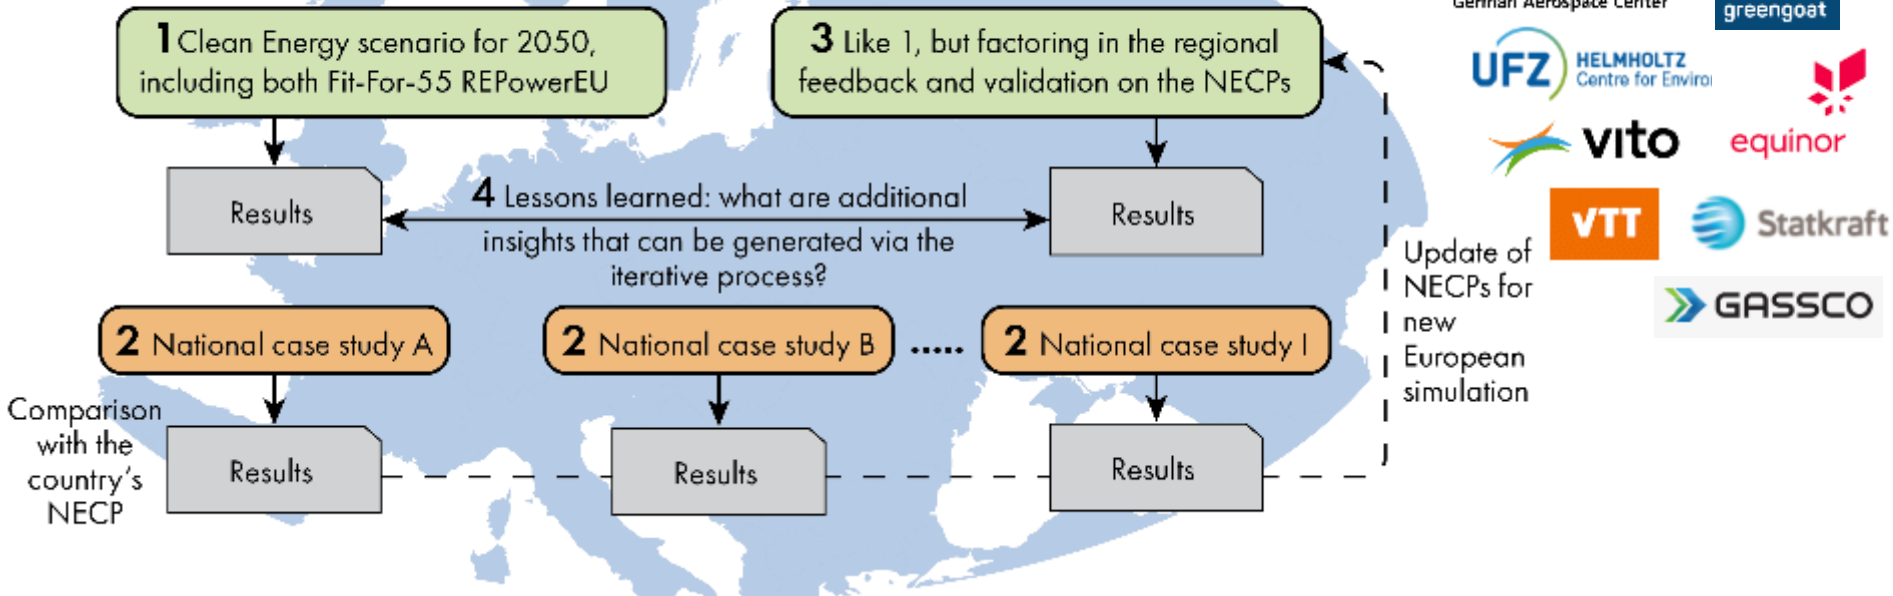 1 Clean Energy scenario for 2050,
including both Fit-For-55 REPowerEU
3 Like 1, but factoring in the regional
feedback and validation on the NECPs
Results
4 Lessons learned: what are additional
insights that can be generated via the
iterative process?
Results
2 National case study A
2 National case study B
.....
2 National case study I
Comparison
with the
country's
NECP
Results
Results
Results
Update of
NECPs for
new
European
simulation
German Aerospace Center
greengoat
UFZ
HELMHOLTZ
Centre for Enviro
vito
equinor
VTT
Statkraft
GASSCO